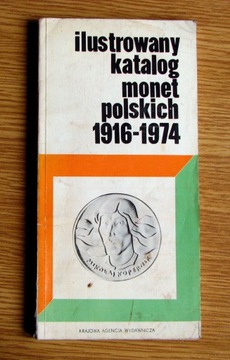 ilustrowany
katalog
monet
polskich
1916-1974
MIKOŁAJ KOPERNIK
KRAJOWA AGENCJA WYDAWNICZA